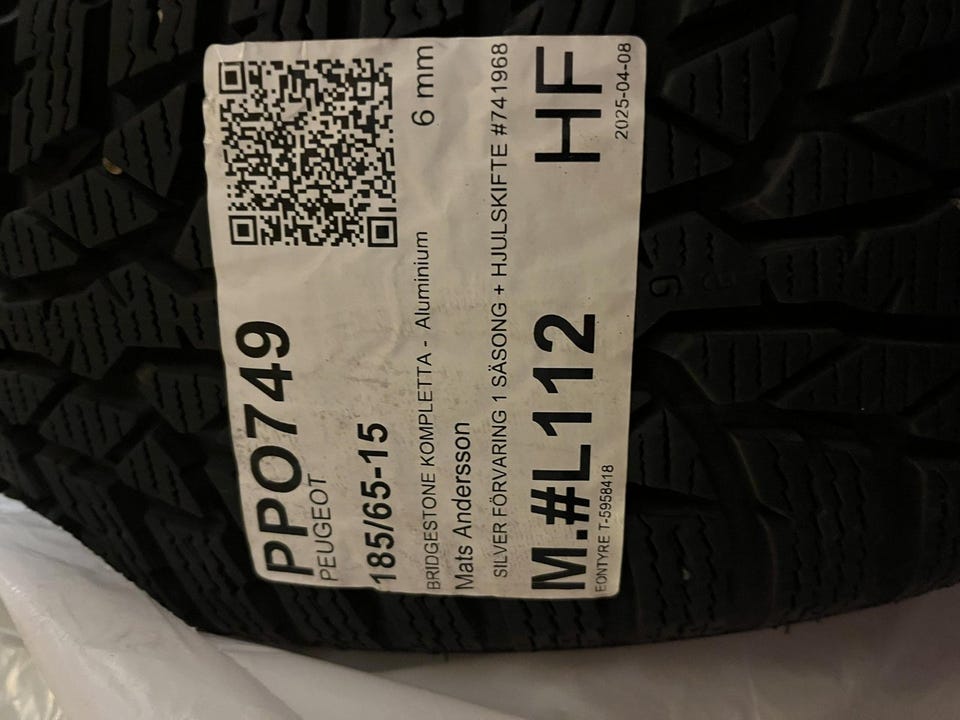 PPO749
PEUGEOT
185/65-15
6 mm
BRIDGESTONE KOMPLETTA - Aluminium
Mats Andersson
SILVER FÖRVARING 1 SÄSONG + HJULSKIFTE #741968
M.#L112 HF
EONTYRE T-5958418 2025-04-08